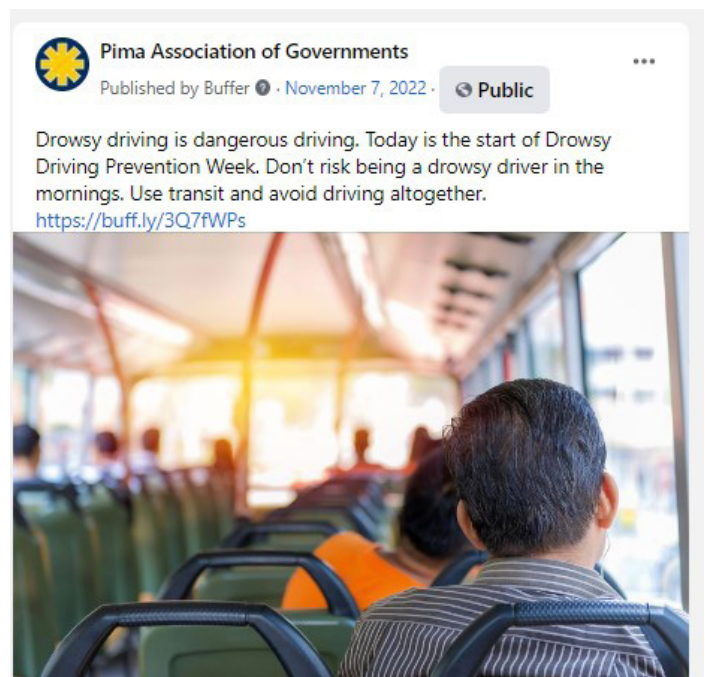 Pima Association of Governments
Published by Buffer · November 7, 2022 · Public
Drowsy driving is dangerous driving. Today is the start of Drowsy
Driving Prevention Week. Don't risk being a drowsy driver in the
mornings. Use transit and avoid driving altogether.
https://buff.ly/3Q7fWPs